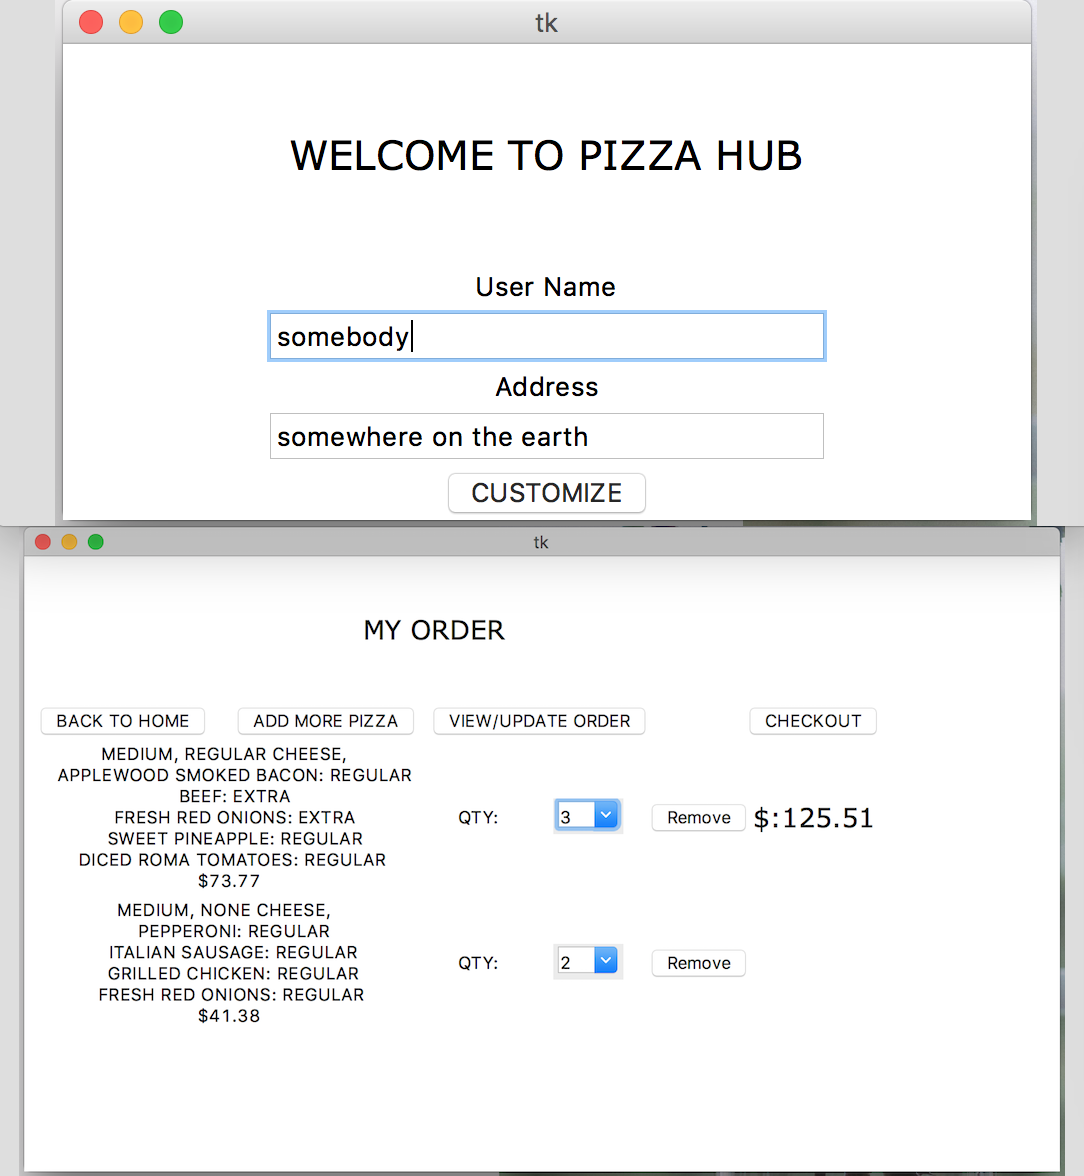 tk
WELCOME TO PIZZA HUB
User Name
somebody
Address
somewhere on the earth
CUSTOMIZE
tk
MY ORDER
BACK TO HOME
ADD MORE PIZZA
VIEW/UPDATE ORDER
CHECKOUT
MEDIUM, REGULAR CHEESE,
APPLEWOOD SMOKED BACON: REGULAR
BEEF: EXTRA
FRESH RED ONIONS: EXTRA
SWEET PINEAPPLE: REGULAR
DICED ROMA TOMATOES: REGULAR
$73.77
QTY:
3
Remove
$:125.51
MEDIUM, NONE CHEESE,
PEPPERONI: REGULAR
ITALIAN SAUSAGE: REGULAR
GRILLED CHICKEN: REGULAR
FRESH RED ONIONS: REGULAR
$41.38
QTY:
2
Remove